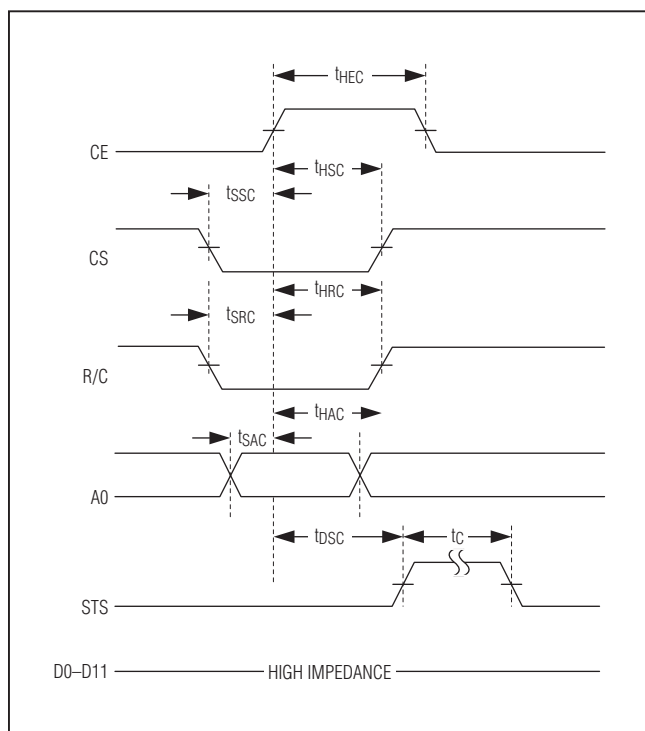 tHEC
CE
tHSC
tSSC
CS
tHRC
tSRC
R/C
tHAC
tSAC
A0
tDSC
tC
STS
D0–D11
HIGH IMPEDANCE